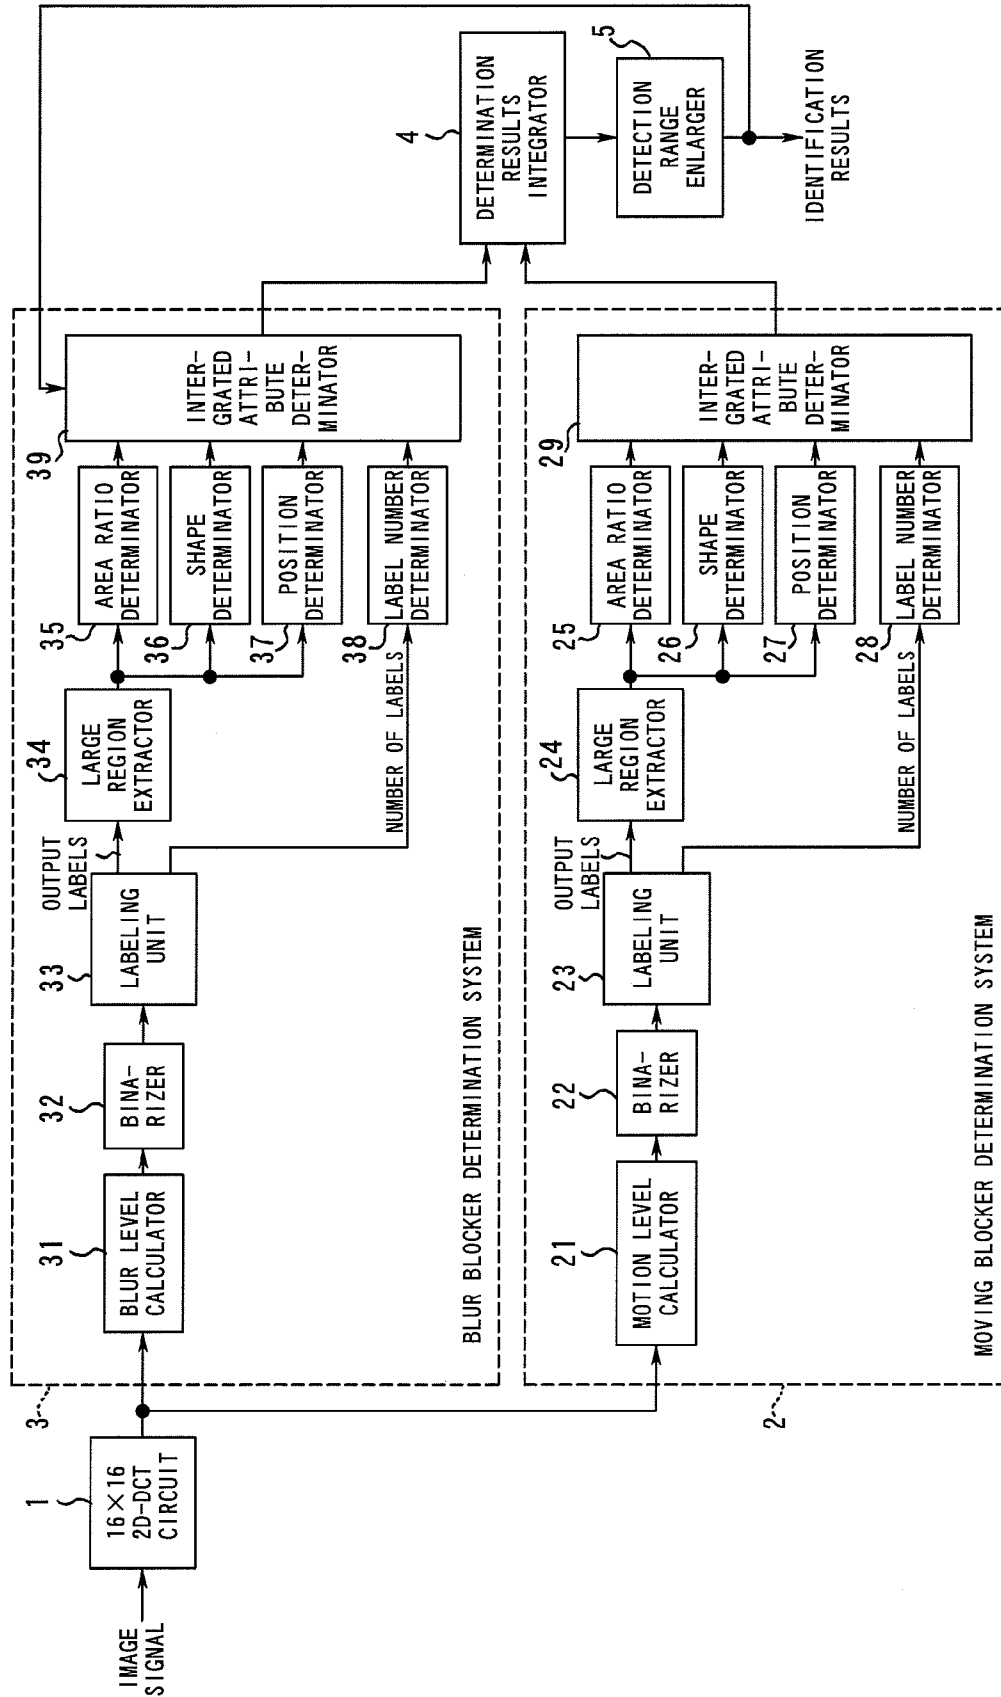 IMAGE
SIGNAL
1
16×16
2D-DCT
CIRCUIT
3
31
BLUR LEVEL
CALCULATOR
32
BINA-
RIZER
33
LABELING
UNIT
OUTPUT
LABELS
34
LARGE
REGION
EXTRACTOR
NUMBER OF LABELS
35
AREA RATIO
DETERMINATOR
36
SHAPE
DETERMINATOR
37
POSITION
DETERMINATOR
38
LABEL NUMBER
DETERMINATOR
39
INTER-
GRATED
ATTRI-
BUTE
DETER-
MINATOR
BLUR BLOCKER DETERMINATION SYSTEM
2
21
MOTION LEVEL
CALCULATOR
22
BINA-
RIZER
23
LABELING
UNIT
OUTPUT
LABELS
24
LARGE
REGION
EXTRACTOR
NUMBER OF LABELS
25
AREA RATIO
DETERMINATOR
26
SHAPE
DETERMINATOR
27
POSITION
DETERMINATOR
28
LABEL NUMBER
DETERMINATOR
29
INTER-
GRATED
ATTRI-
BUTE
DETER-
MINATOR
MOVING BLOCKER DETERMINATION SYSTEM
4
DETERMINATION
RESULTS
INTEGRATOR
5
DETECTION
RANGE
ENLARGER
IDENTIFICATION
RESULTS